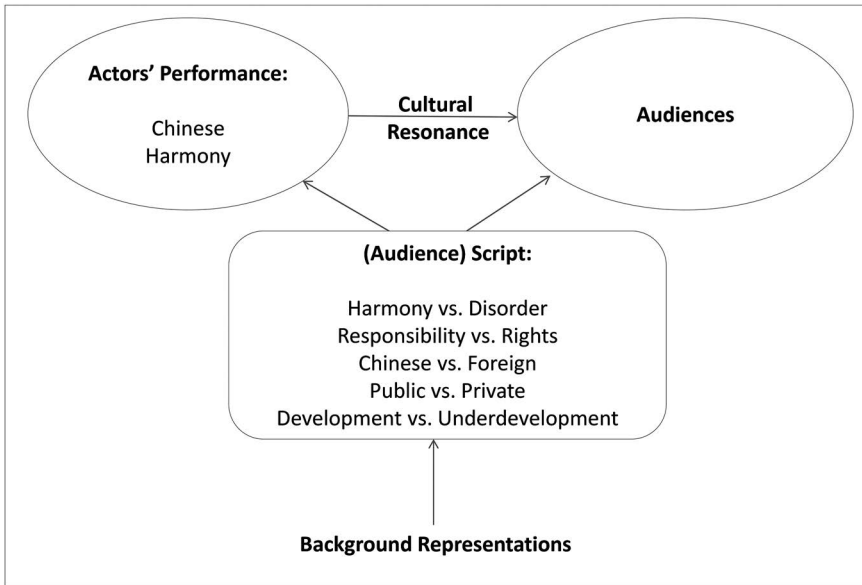 Actors' Performance:
Chinese
Harmony
Cultural
Resonance
Audiences
(Audience) Script:
Harmony vs. Disorder
Responsibility vs. Rights
Chinese vs. Foreign
Public vs. Private
Development vs. Underdevelopment
Background Representations